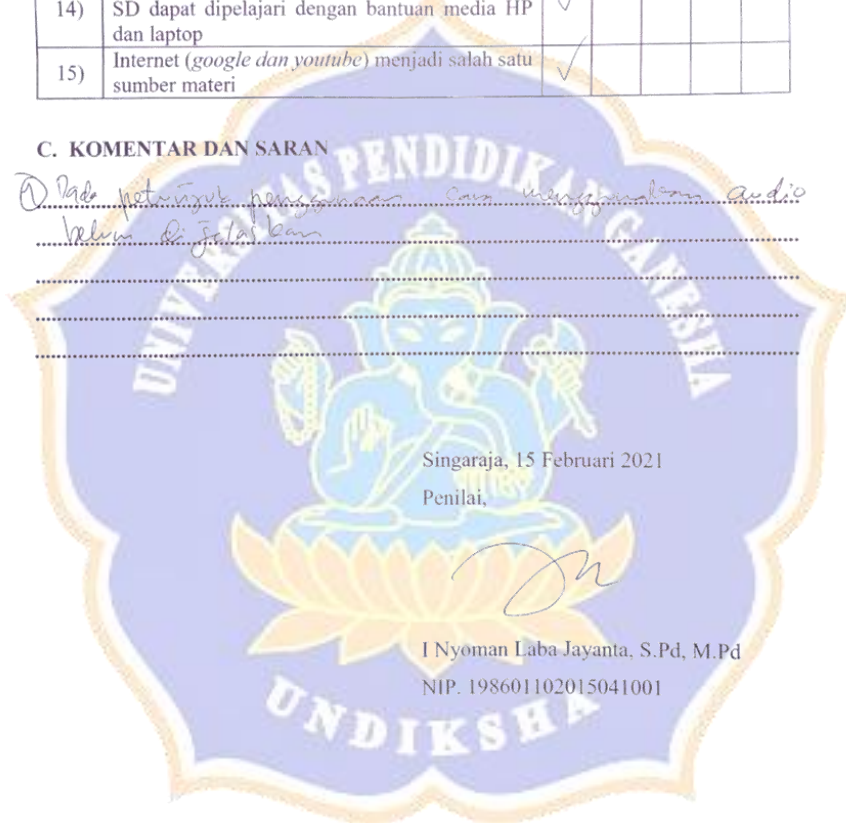 14) SD dapat dipelajari dengan bantuan media HP
dan laptop
15) Internet (google dan youtube) menjadi salah satu
sumber materi
C. KOMENTAR DAN SARAN
① Pada petunjuk penggunaan cara menggunakan audio
belum di jelaskan
UNIVERSITAS PENDIDIKAN GANESHA
Singaraja, 15 Februari 2021
Penilai,
I Nyoman Laba Jayanta, S.Pd, M.Pd
NIP. 198601102015041001
UNDIKSHA